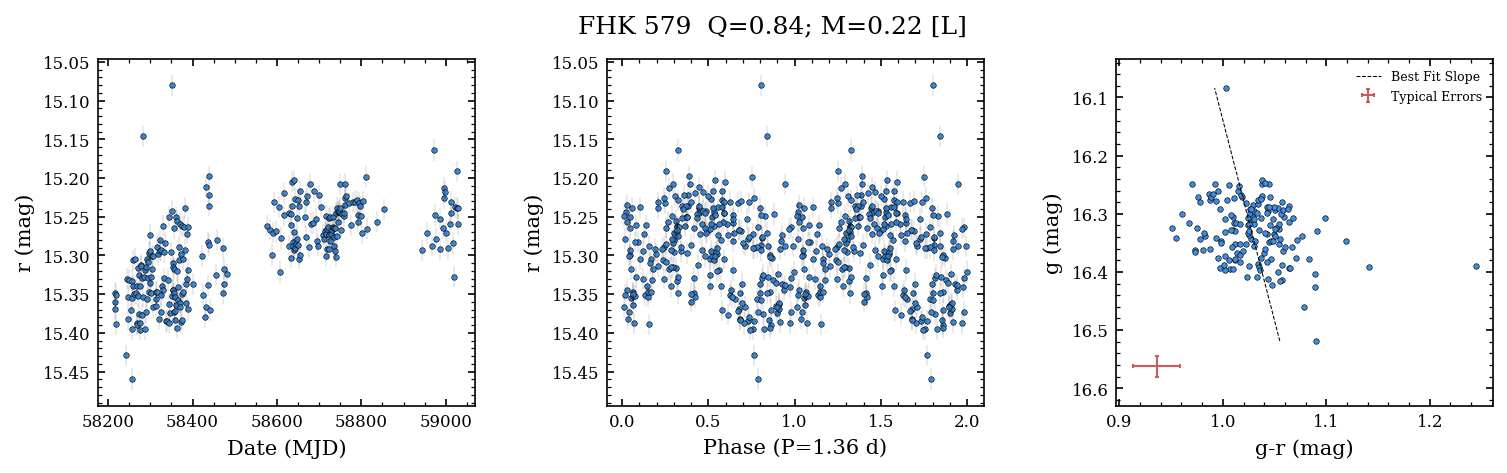 FHK 579 Q=0.84; M=0.22 [L]
15.05
15.10
15.15
15.20
15.25
15.30
15.35
15.40
15.45
r (mag)
58200 58400 58600 58800 59000
Date (MJD)
15.05
15.10
15.15
15.20
15.25
15.30
15.35
15.40
15.45
r (mag)
0.0 0.5 1.0 1.5 2.0
Phase (P=1.36 d)
Best Fit Slope
Typical Errors
16.1
16.2
16.3
16.4
16.5
16.6
g (mag)
0.9 1.0 1.1 1.2
g-r (mag)